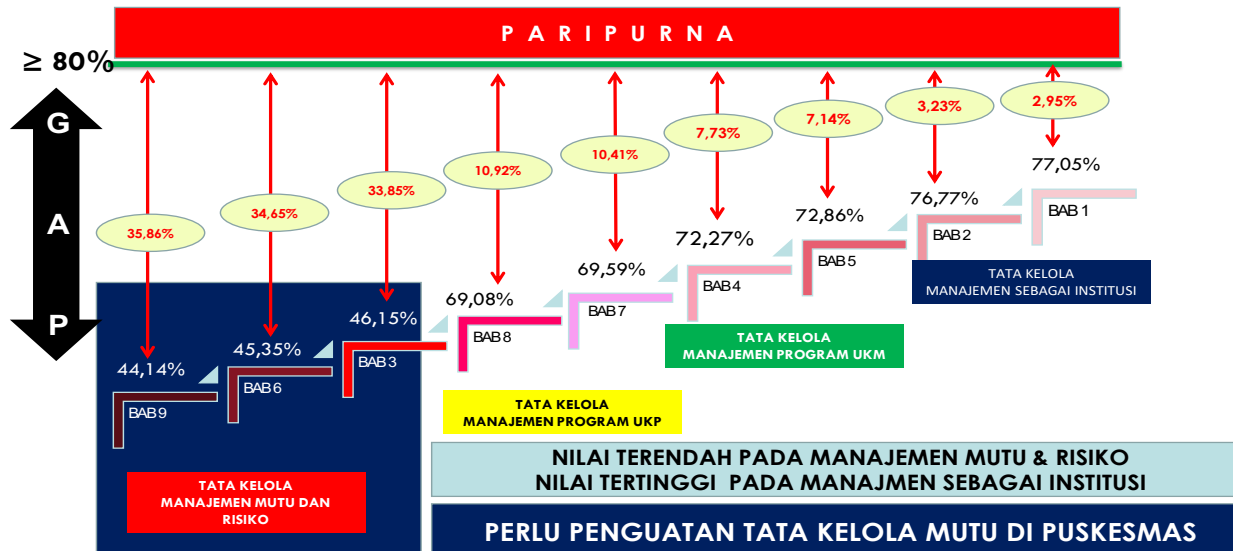 P A R I P U R N A
≥ 80%
G
A
P
35,86%
34,65%
33,85%
10,92%
10,41%
7,73%
7,14%
3,23%
2,95%
44,14%
BAB 9
45,35%
BAB 6
46,15%
BAB 3
69,08%
BAB 8
69,59%
BAB 7
72,27%
BAB 4
72,86%
BAB 5
76,77%
BAB 2
77,05%
BAB 1
TATA KELOLA
MANAJEMEN MUTU DAN
RISIKO
TATA KELOLA
MANAJEMEN PROGRAM UKP
TATA KELOLA
MANAJEMEN PROGRAM UKM
TATA KELOLA
MANAJEMEN SEBAGAI INSTITUSI
NILAI TERENDAH PADA MANAJEMEN MUTU & RISIKO
NILAI TERTINGGI PADA MANAJMEN SEBAGAI INSTITUSI
PERLU PENGUATAN TATA KELOLA MUTU DI PUSKESMAS